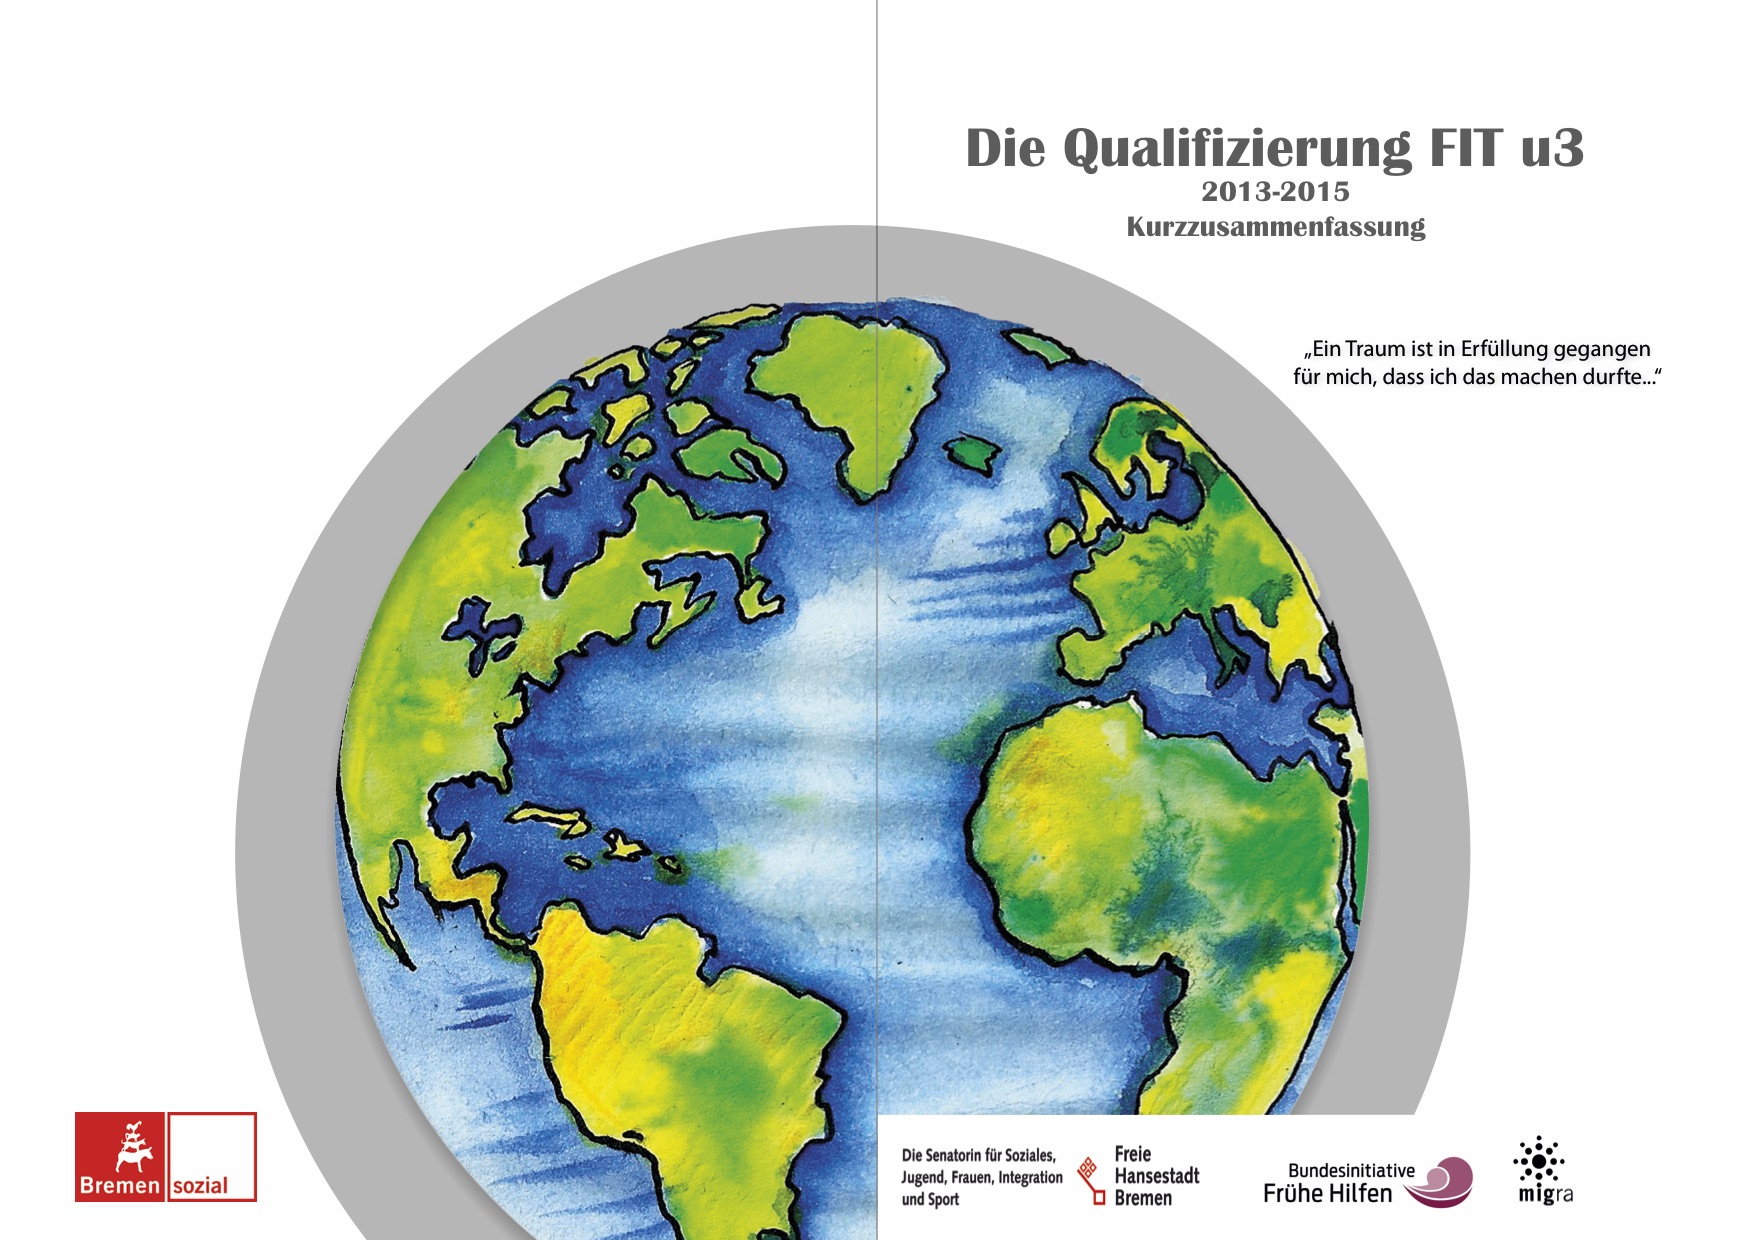 Die Qualifizierung FIT u3
2013-2015
Kurzzusammenfassung
„Ein Traum ist in Erfüllung gegangen
für mich, dass ich das machen durfte...“
Bremen sozial
Die Senatorin für Soziales,
Jugend, Frauen, Integration
und Sport
Freie
Hansestadt
Bremen
Bundesinitiative
Frühe Hilfen
migra